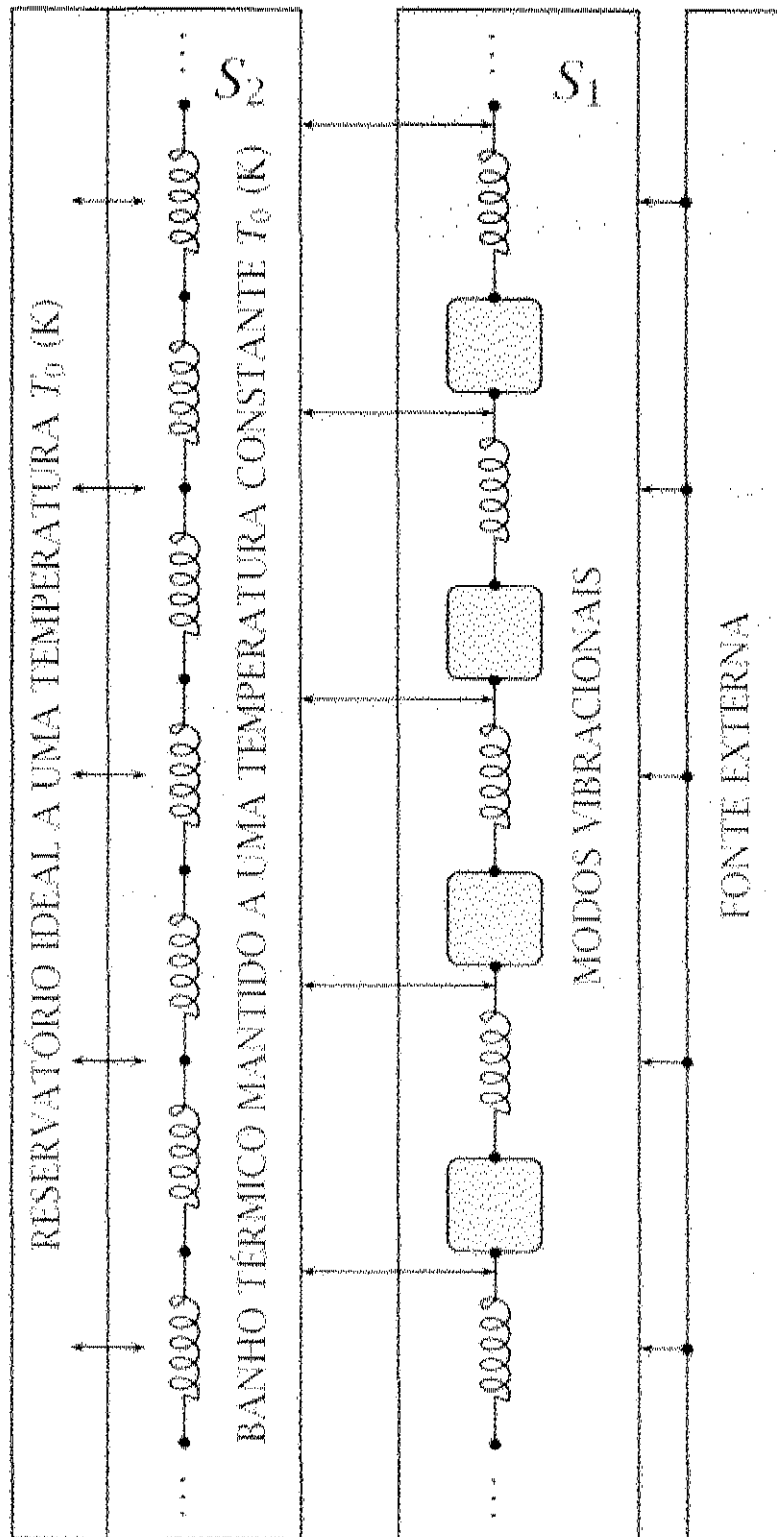 RESERVATÓRIO IDEAL A UMA TEMPERATURA T₀ (K)
S₂
BANHO TÉRMICO MANTIDO A UMA TEMPERATURA CONSTANTE T₀ (K)
S₁
MODOS VIBRACIONAIS
FONTE EXTERNA